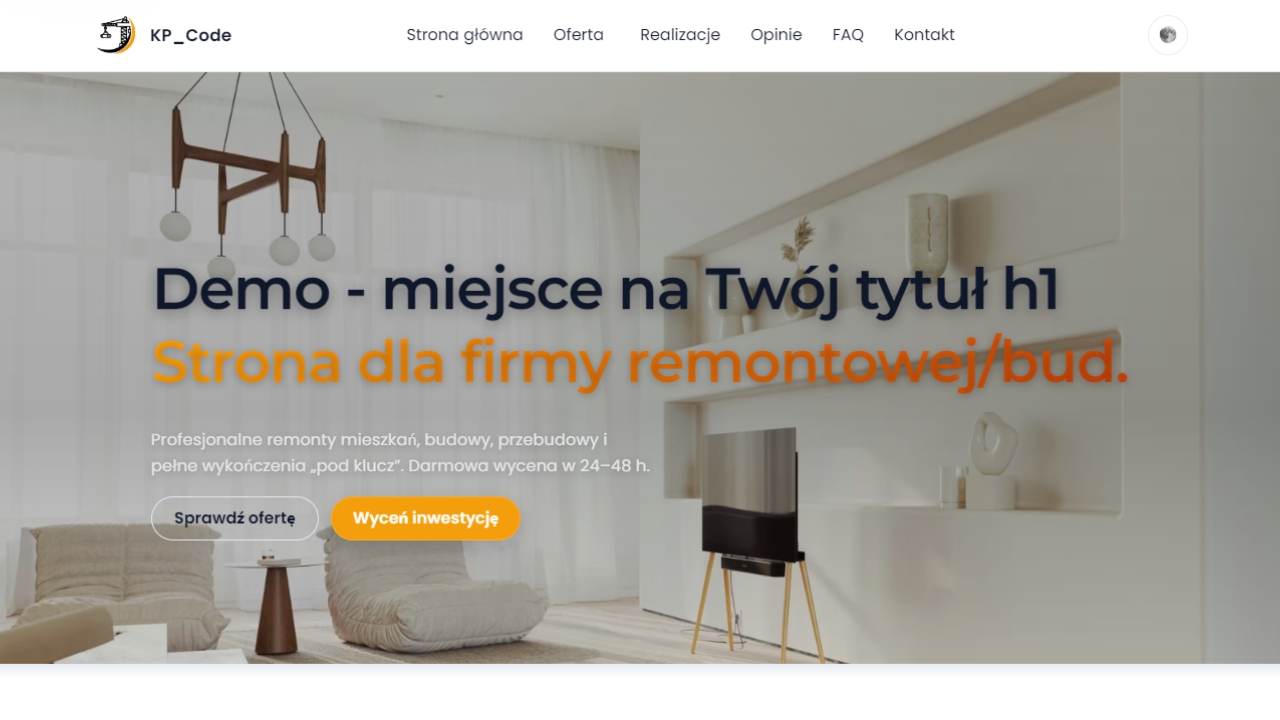 KP_Code
Strona główna
Oferta
Realizacje
Opinie
FAQ
Kontakt
Demo - miejsce na Twój tytuł h1
Strona dla firmy remontowej/bud.
Profesjonalne remonty mieszkań, budowy, przebudowy i
pełne wykończenia „pod klucz”. Darmowa wycena w 24–48 h.
Sprawdź ofertę
Wyceń inwestycję